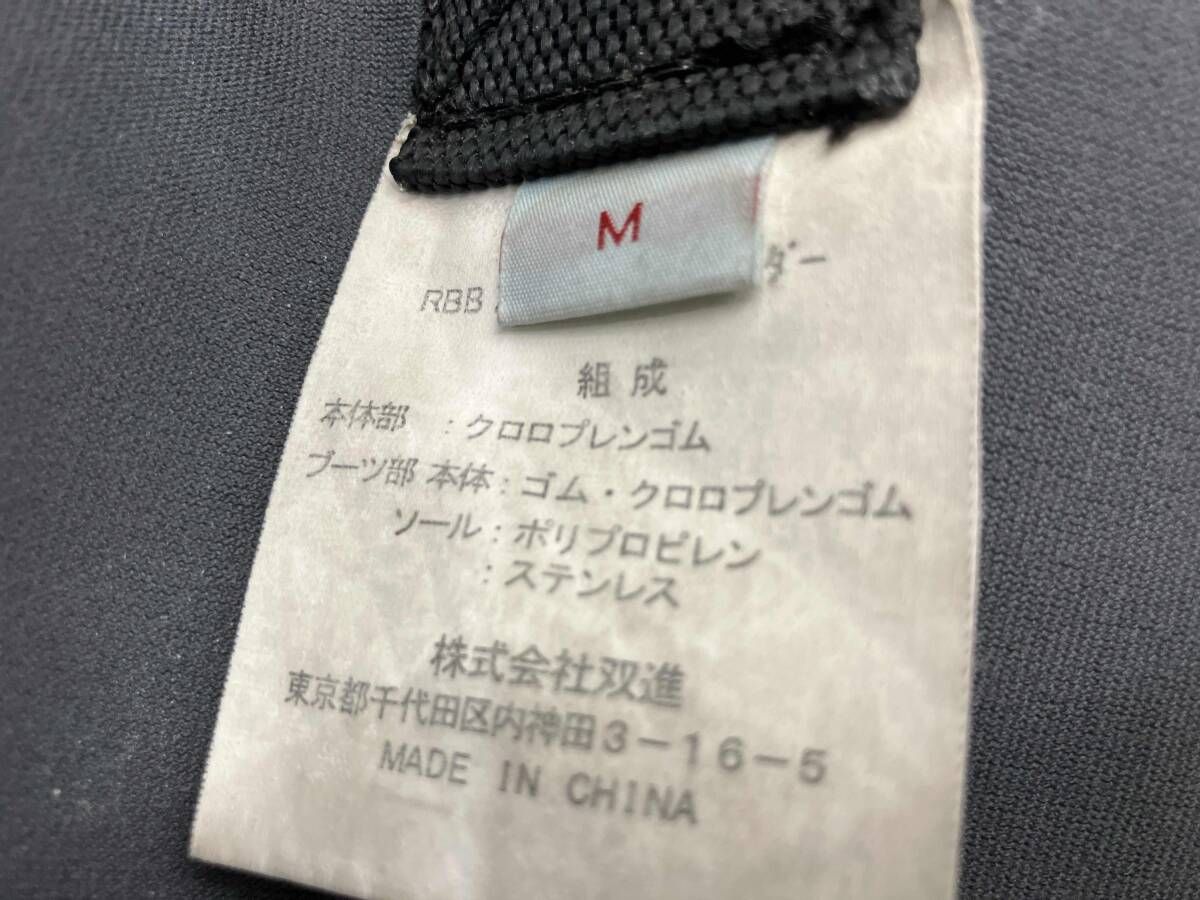 M
RBB ダー
組 成
本体部 : クロロプレンゴム
ブーツ部 本体 : ゴム・クロロプレンゴム
ソール : ポリプロピレン
: ステンレス
株式会社双進
東京都千代田区内神田3-16-5
MADE IN CHINA